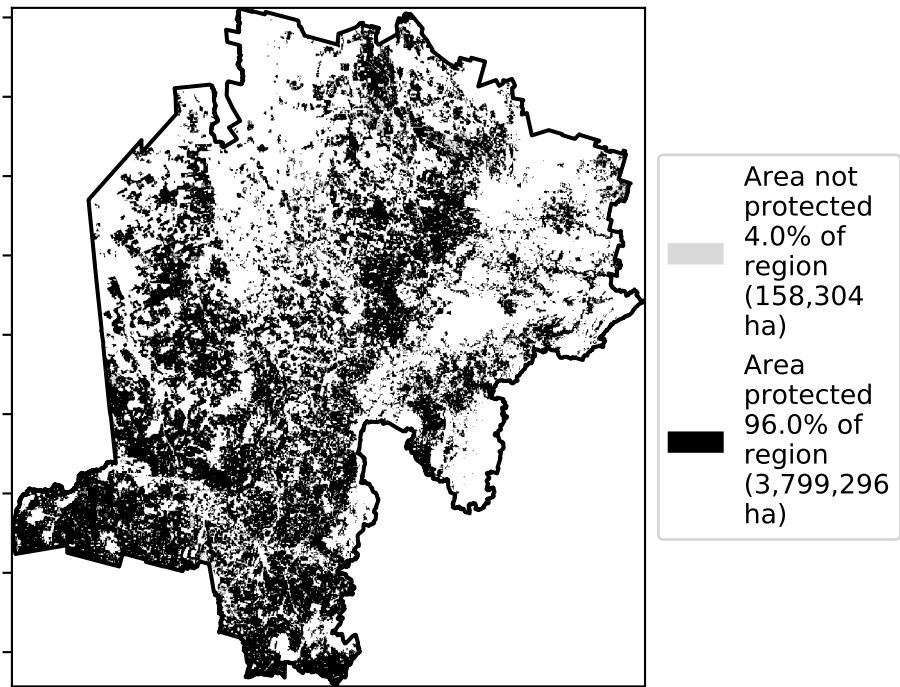 Area not
protected
4.0% of
region
(158,304
ha)
Area
protected
96.0% of
region
(3,799,296
ha)